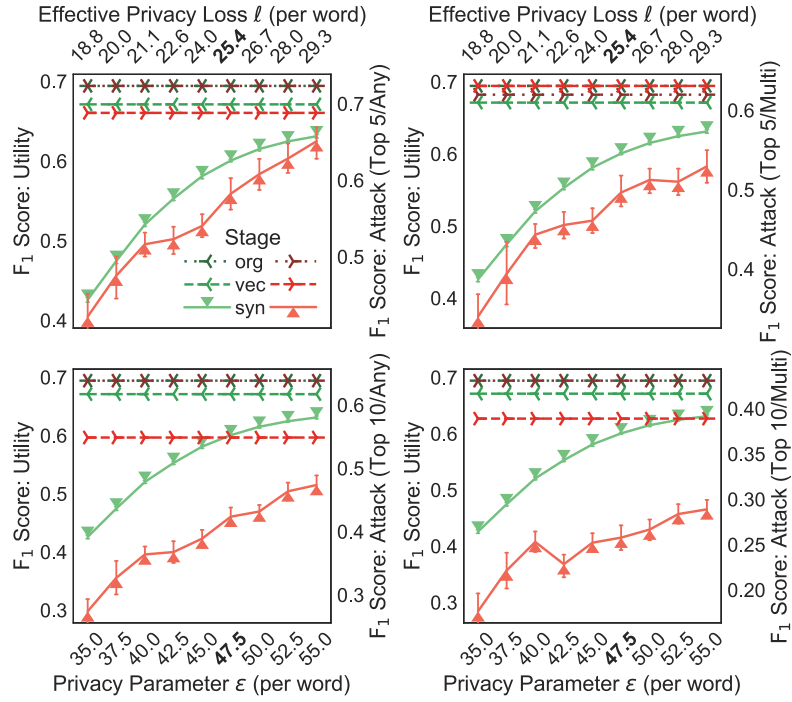 Effective Privacy Loss ℓ (per word)
Effective Privacy Loss ℓ (per word)
18.8 20.0 21.1 22.6 24.0 25.4 26.7 28.0 29.3
18.8 20.0 21.1 22.6 24.0 25.4 26.7 28.0 29.3
F1 Score: Utility
0.7
0.6
0.5
0.4
Stage
org
vec
syn
0.7
0.6
0.5
F1 Score: Attack (Top 5/Any)
F1 Score: Utility
0.7
0.6
0.5
0.4
0.6
0.5
0.4
F1 Score: Attack (Top 5/Multi)
F1 Score: Utility
0.7
0.6
0.5
0.4
0.3
0.6
0.5
0.4
0.3
F1 Score: Attack (Top 10/Any)
F1 Score: Utility
0.7
0.6
0.5
0.4
0.3
0.40
0.35
0.30
0.25
0.20
F1 Score: Attack (Top 10/Multi)
35.0 37.5 40.0 42.5 45.0 47.5 50.0 52.5 55.0
35.0 37.5 40.0 42.5 45.0 47.5 50.0 52.5 55.0
Privacy Parameter ε (per word)
Privacy Parameter ε (per word)